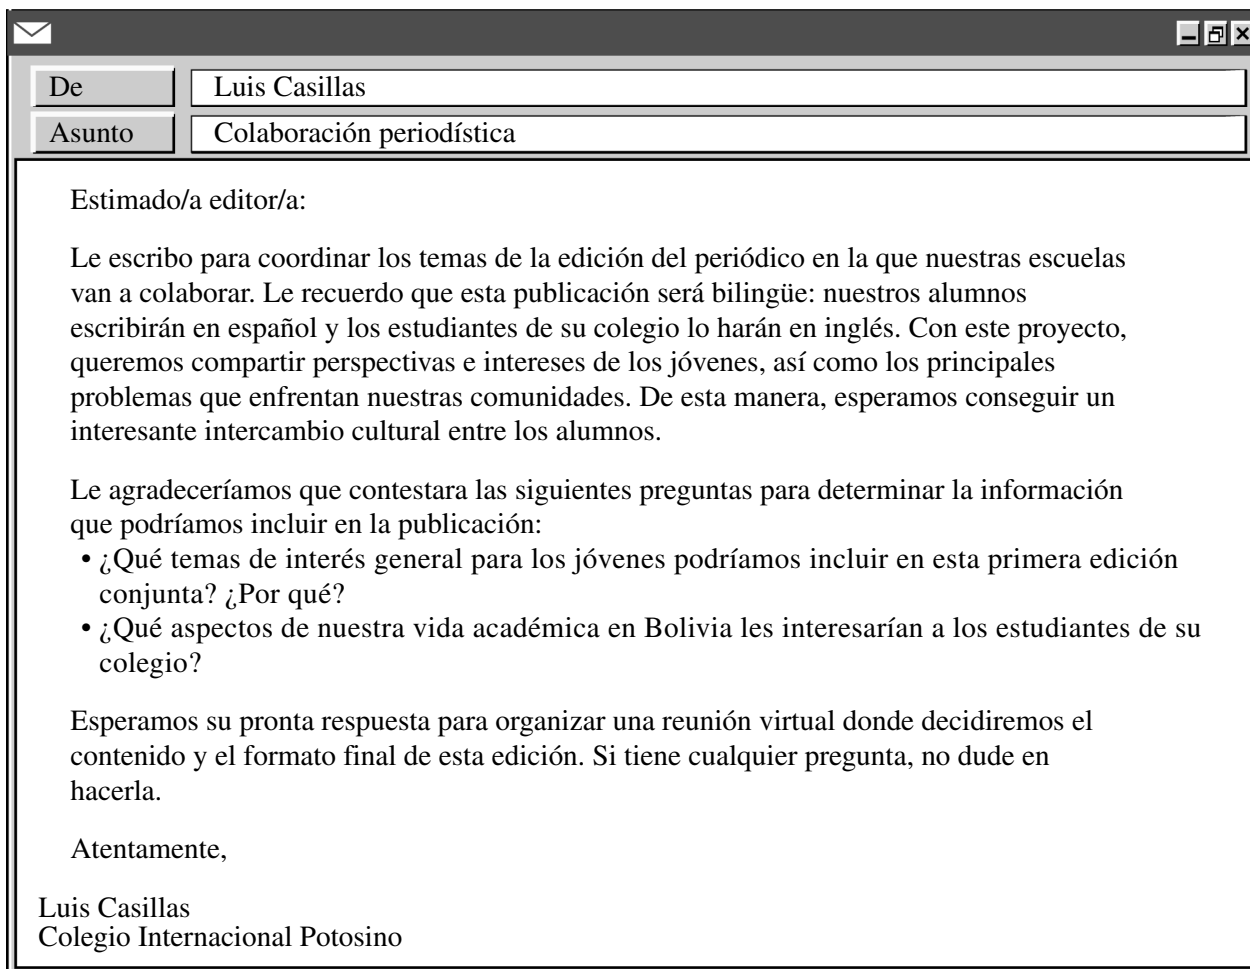 De
Luis Casillas
Asunto
Colaboración periodística
Estimado/a editor/a:
Le escribo para coordinar los temas de la edición del periódico en la que nuestras escuelas
van a colaborar. Le recuerdo que esta publicación será bilingüe: nuestros alumnos
escribirán en español y los estudiantes de su colegio lo harán en inglés. Con este proyecto,
queremos compartir perspectivas e intereses de los jóvenes, así como los principales
problemas que enfrentan nuestras comunidades. De esta manera, esperamos conseguir un
interesante intercambio cultural entre los alumnos.
Le agradeceríamos que contestara las siguientes preguntas para determinar la información
que podríamos incluir en la publicación:
• ¿Qué temas de interés general para los jóvenes podríamos incluir en esta primera edición
conjunta? ¿Por qué?
• ¿Qué aspectos de nuestra vida académica en Bolivia les interesarían a los estudiantes de su
colegio?
Esperamos su pronta respuesta para organizar una reunión virtual donde decidiremos el
contenido y el formato final de esta edición. Si tiene cualquier pregunta, no dude en
hacerla.
Atentamente,
Luis Casillas
Colegio Internacional Potosino